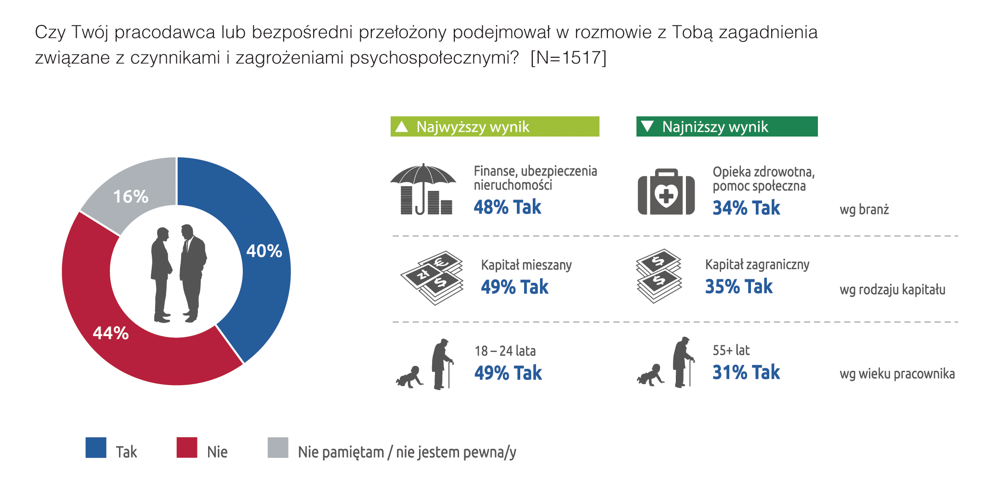 Czy Twój pracodawca lub bezpośredni przełożony podejmował w rozmowie z Tobą zagadnienia
związane z czynnikami i zagrożeniami psychospołecznymi? [N=1517]
16%
40%
44%
Najwyższy wynik
Najniższy wynik
Finanse, ubezpieczenia
nieruchomości
48% Tak
Opieka zdrowotna,
pomoc społeczna
34% Tak
wg branż
€
zł
$
Kapitał mieszany
49% Tak
$
$
Kapitał zagraniczny
35% Tak
wg rodzaju kapitału
18 – 24 lata
49% Tak
55+ lat
31% Tak
wg wieku pracownika
Tak
Nie
Nie pamiętam / nie jestem pewna/y